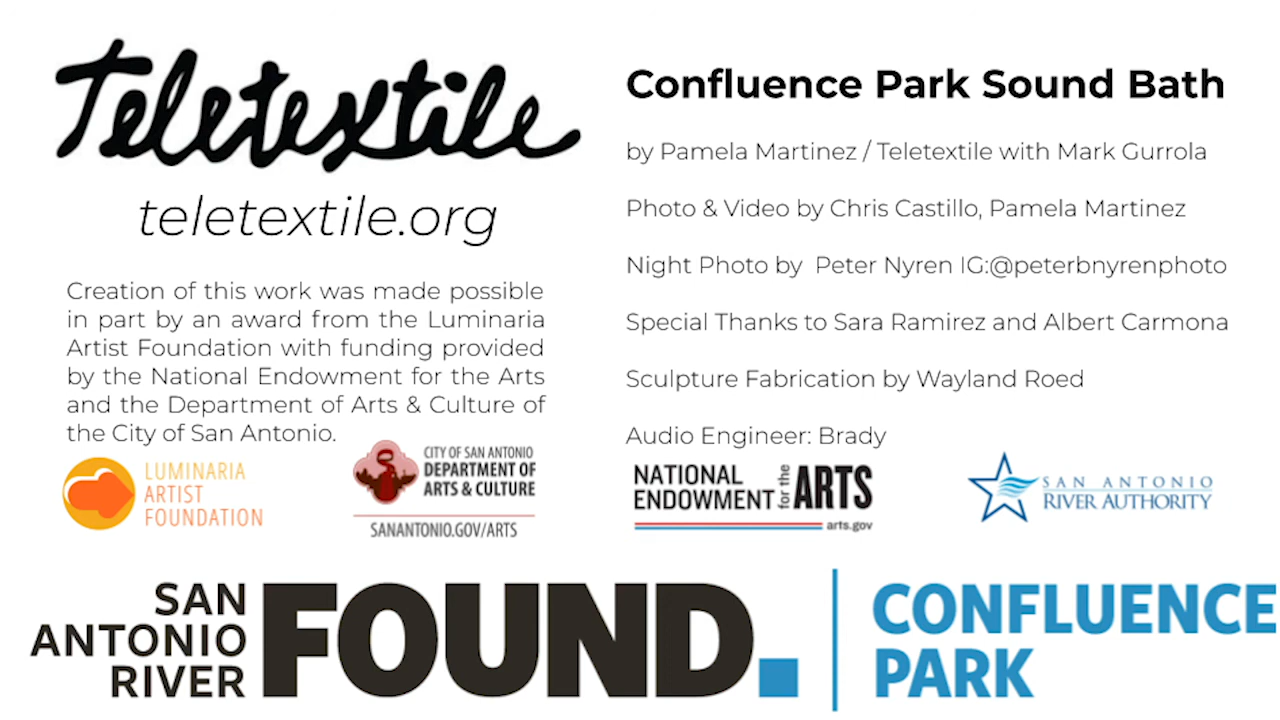 Teletextile
teletextile.org
Creation of this work was made possible
in part by an award from the Luminaria
Artist Foundation with funding provided
by the National Endowment for the Arts
and the Department of Arts & Culture of
the City of San Antonio.
LUMINARIA
ARTIST
FOUNDATION
CITY OF SAN ANTONIO
DEPARTMENT OF
ARTS & CULTURE
SANANTONIO.GOV/ARTS
Confluence Park Sound Bath
by Pamela Martinez / Teletextile with Mark Gurrola
Photo & Video by Chris Castillo, Pamela Martinez
Night Photo by  Peter Nyren IG:@peterbnyrenphoto
Special Thanks to Sara Ramirez and Albert Carmona
Sculpture Fabrication by Wayland Roed
Audio Engineer: Brady
NATIONAL
ENDOWMENT
for the
ARTS
arts.gov
SAN ANTONIO
RIVER AUTHORITY
SAN
ANTONIO
RIVER
FOUND.
CONFLUENCE
PARK